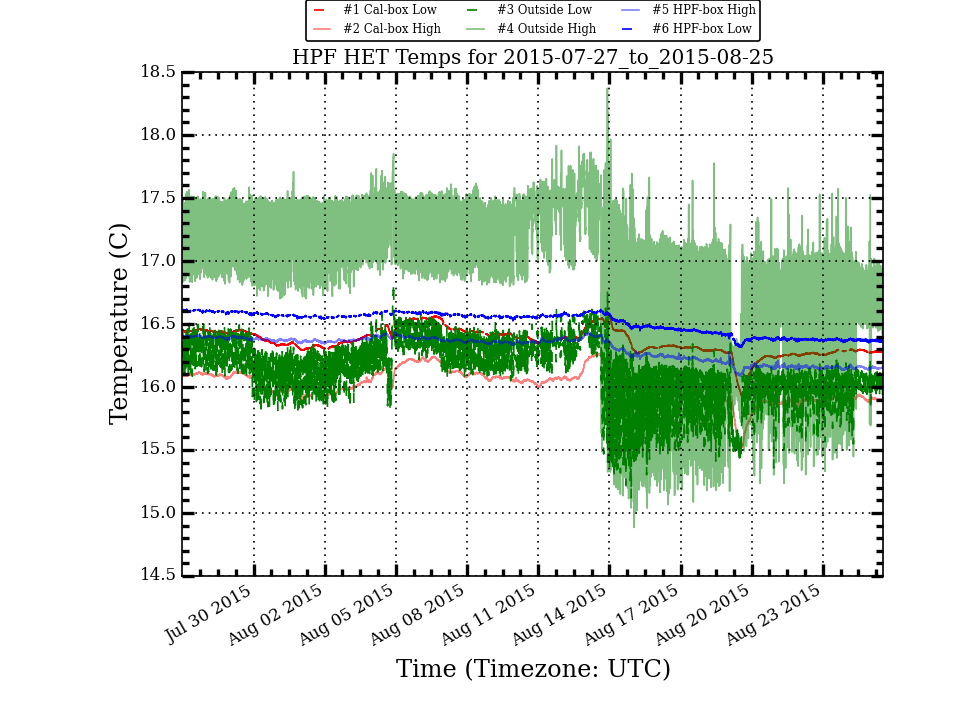 #1 Cal-box Low #3 Outside Low #5 HPF-box High
#2 Cal-box High #4 Outside High #6 HPF-box Low
HPF HET Temps for 2015-07-27_to_2015-08-25
18.5
18.0
17.5
17.0
16.5
16.0
15.5
15.0
14.5
Temperature (C)
Jul 30 2015
Aug 02 2015
Aug 05 2015
Aug 08 2015
Aug 11 2015
Aug 14 2015
Aug 17 2015
Aug 20 2015
Aug 23 2015
Time (Timezone: UTC)